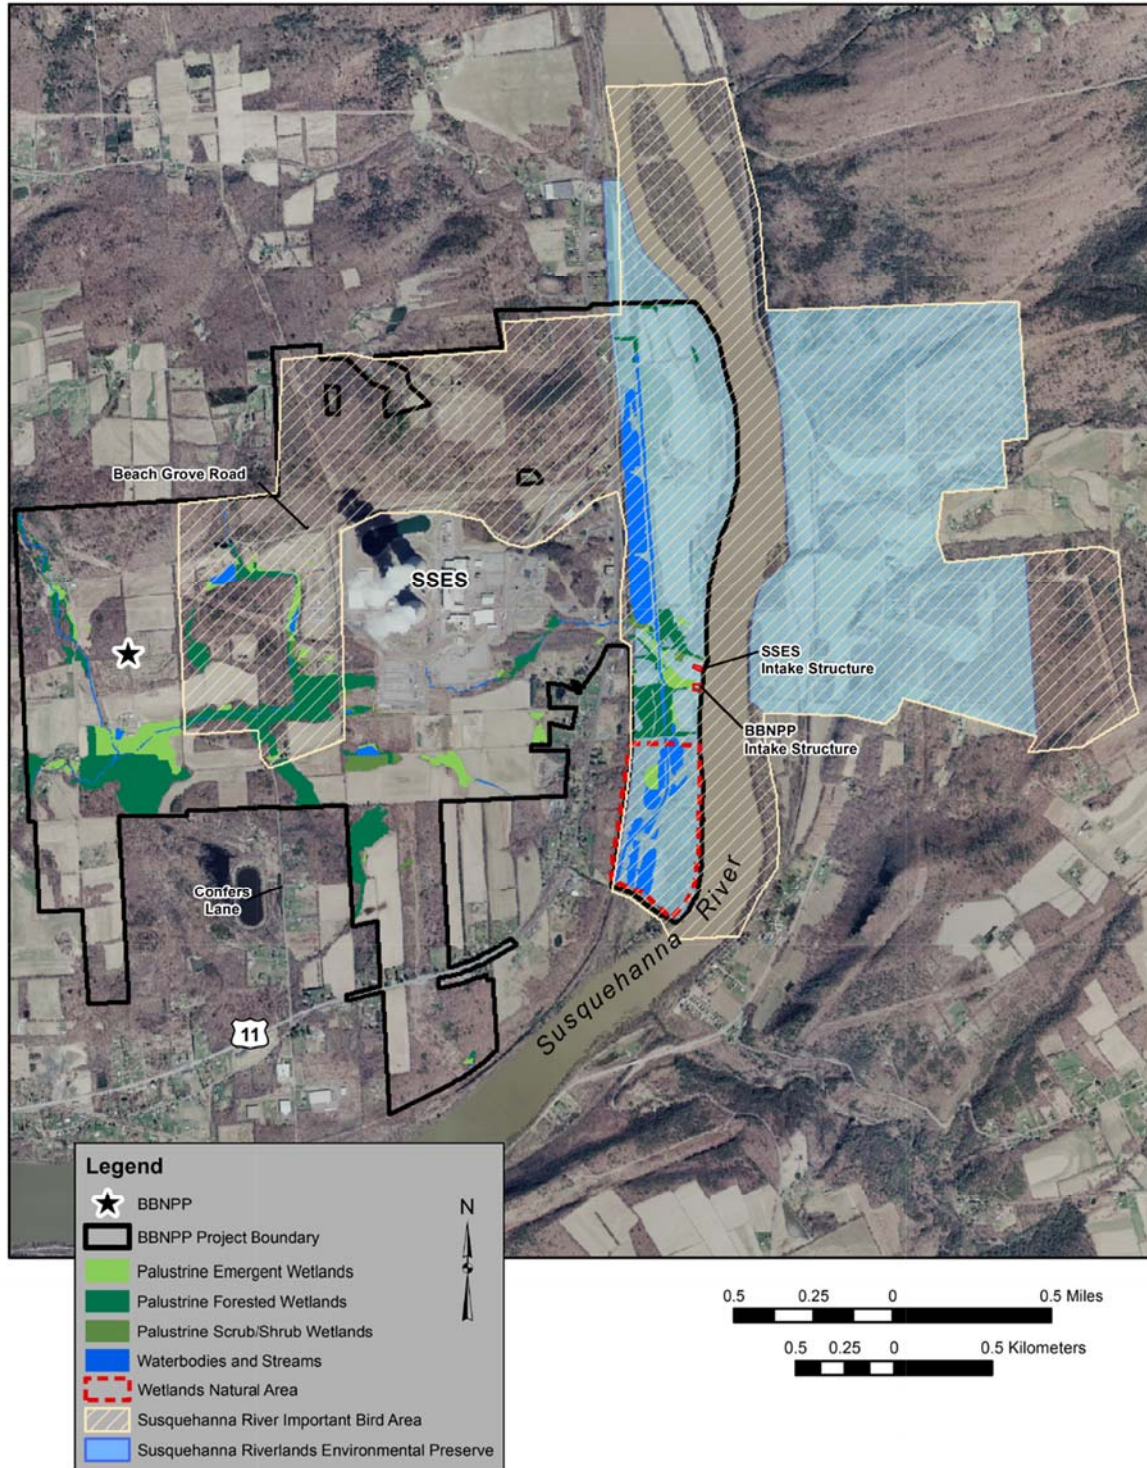 Beach Grove Road
SSES
SSES
Intake Structure
BBNPP
Intake Structure
Confers
Lane
Susquehanna River
11
Legend
BBNPP
BBNPP Project Boundary
Palustrine Emergent Wetlands
Palustrine Forested Wetlands
Palustrine Scrub/Shrub Wetlands
Waterbodies and Streams
Wetlands Natural Area
Susquehanna River Important Bird Area
Susquehanna Riverlands Environmental Preserve
N
0.5 0.25 0 0.5 Miles
0.5 0.25 0 0.5 Kilometers